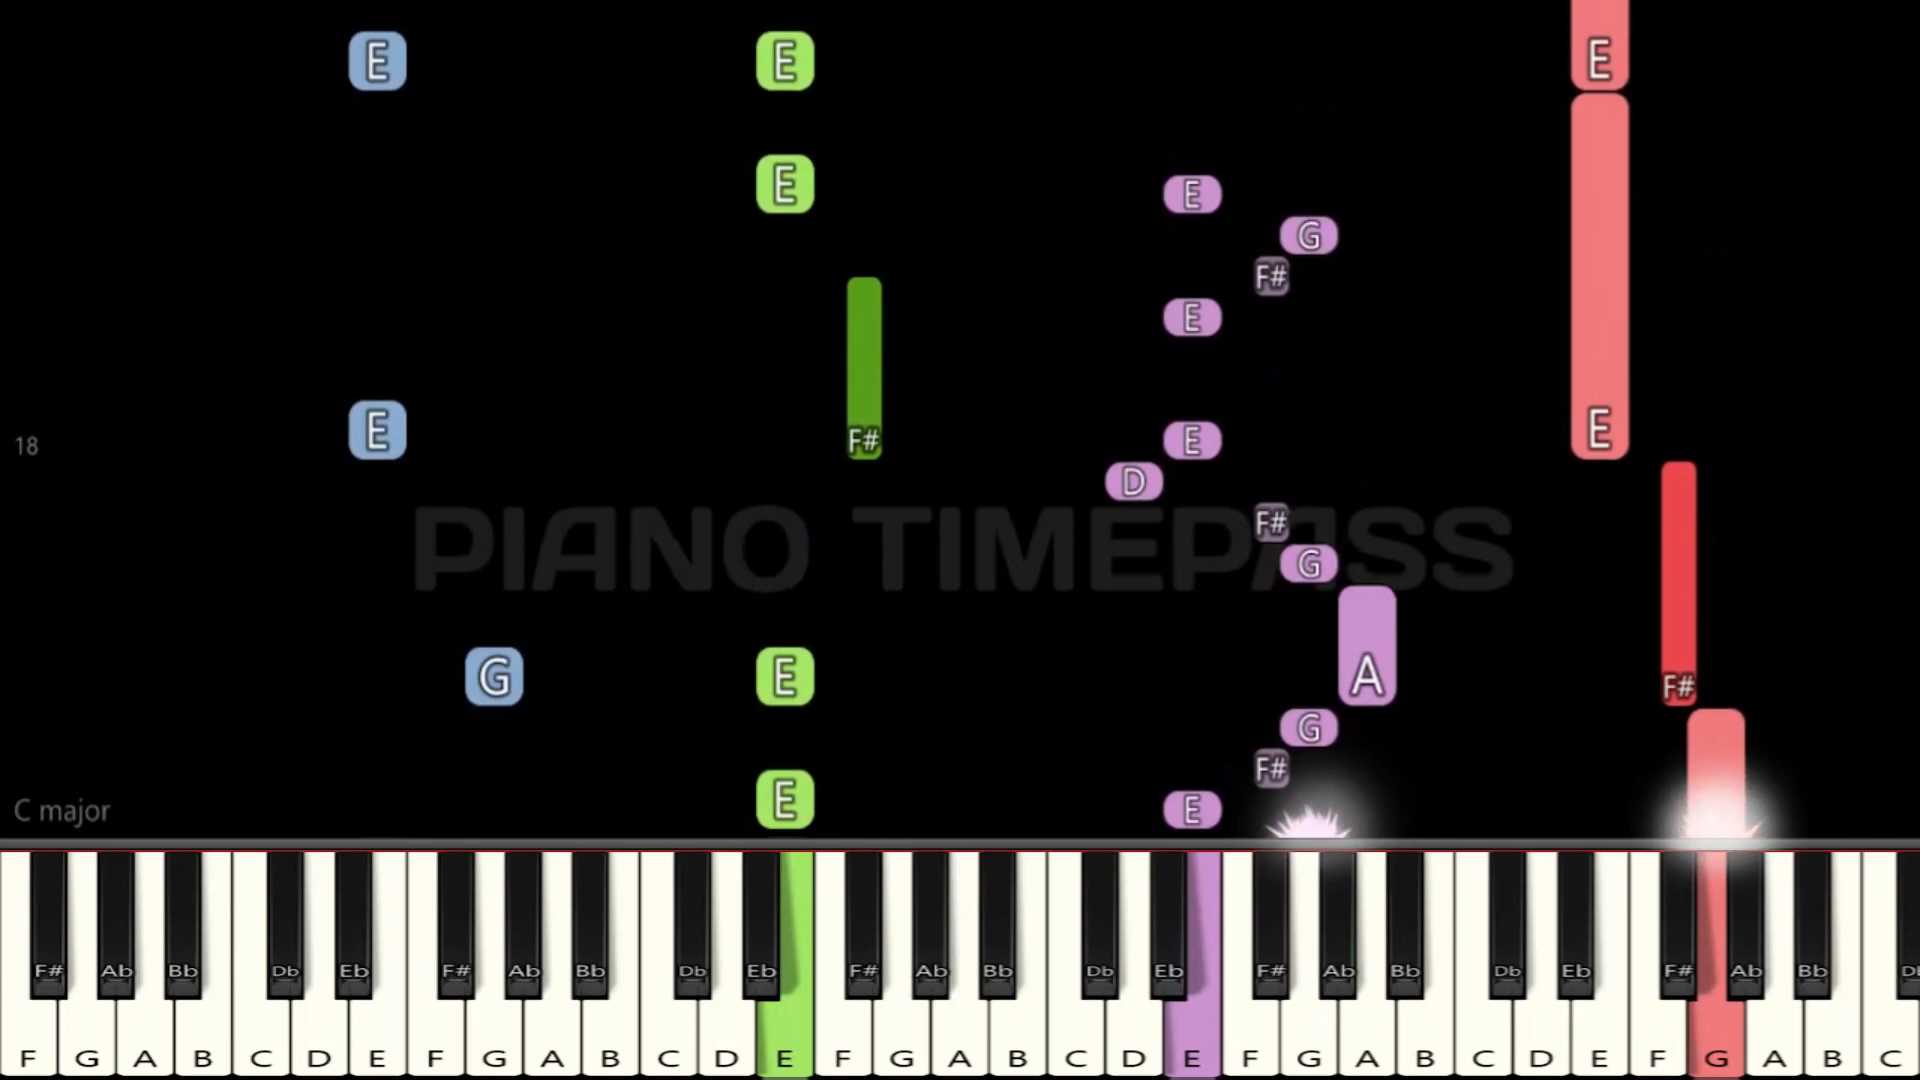 E E E
E E
G
F#
E
F# E
E E E
18
D
F#
PIANO TIMEPASS
G
G E A F#
G
F#
E E
C major
F# Ab Bb Db Eb F# Ab Bb Db Eb F# Ab Bb Db Eb F# Ab Bb Db Eb F# Ab Bb
F G A B C D E F G A B C D E F G A B C D E F G A B C D E F G A B C